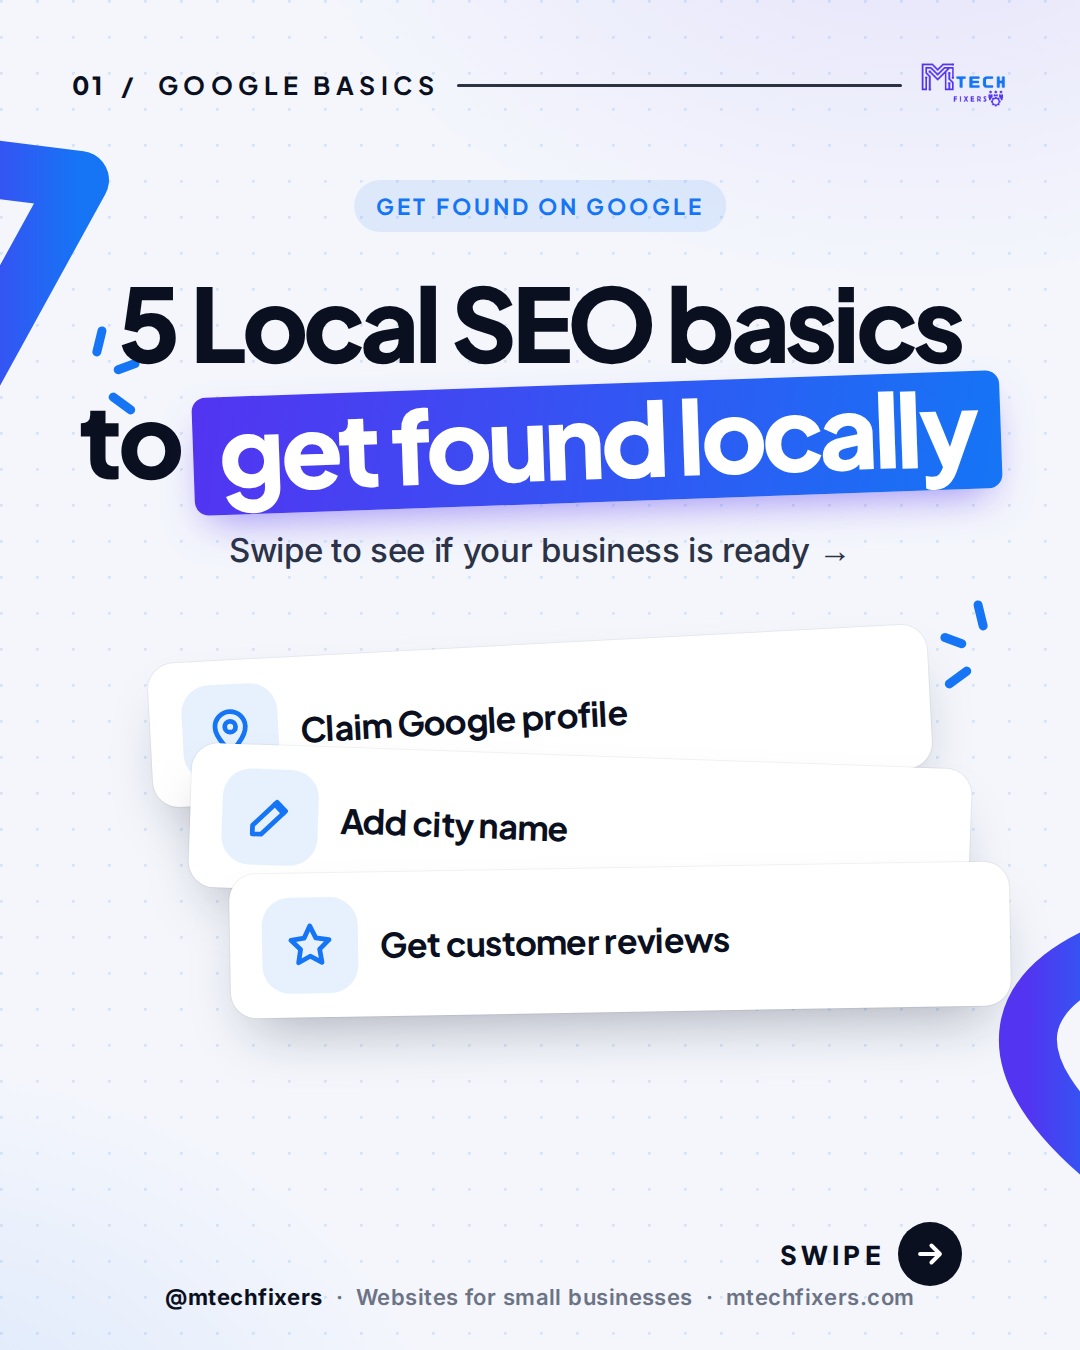 01 / GOOGLE BASICS
MTECH
FIXERS
GET FOUND ON GOOGLE
5 Local SEO basics
to get found locally
Swipe to see if your business is ready →
Claim Google profile
Add city name
Get customer reviews
SWIPE
@mtechfixers · Websites for small businesses · mtechfixers.com